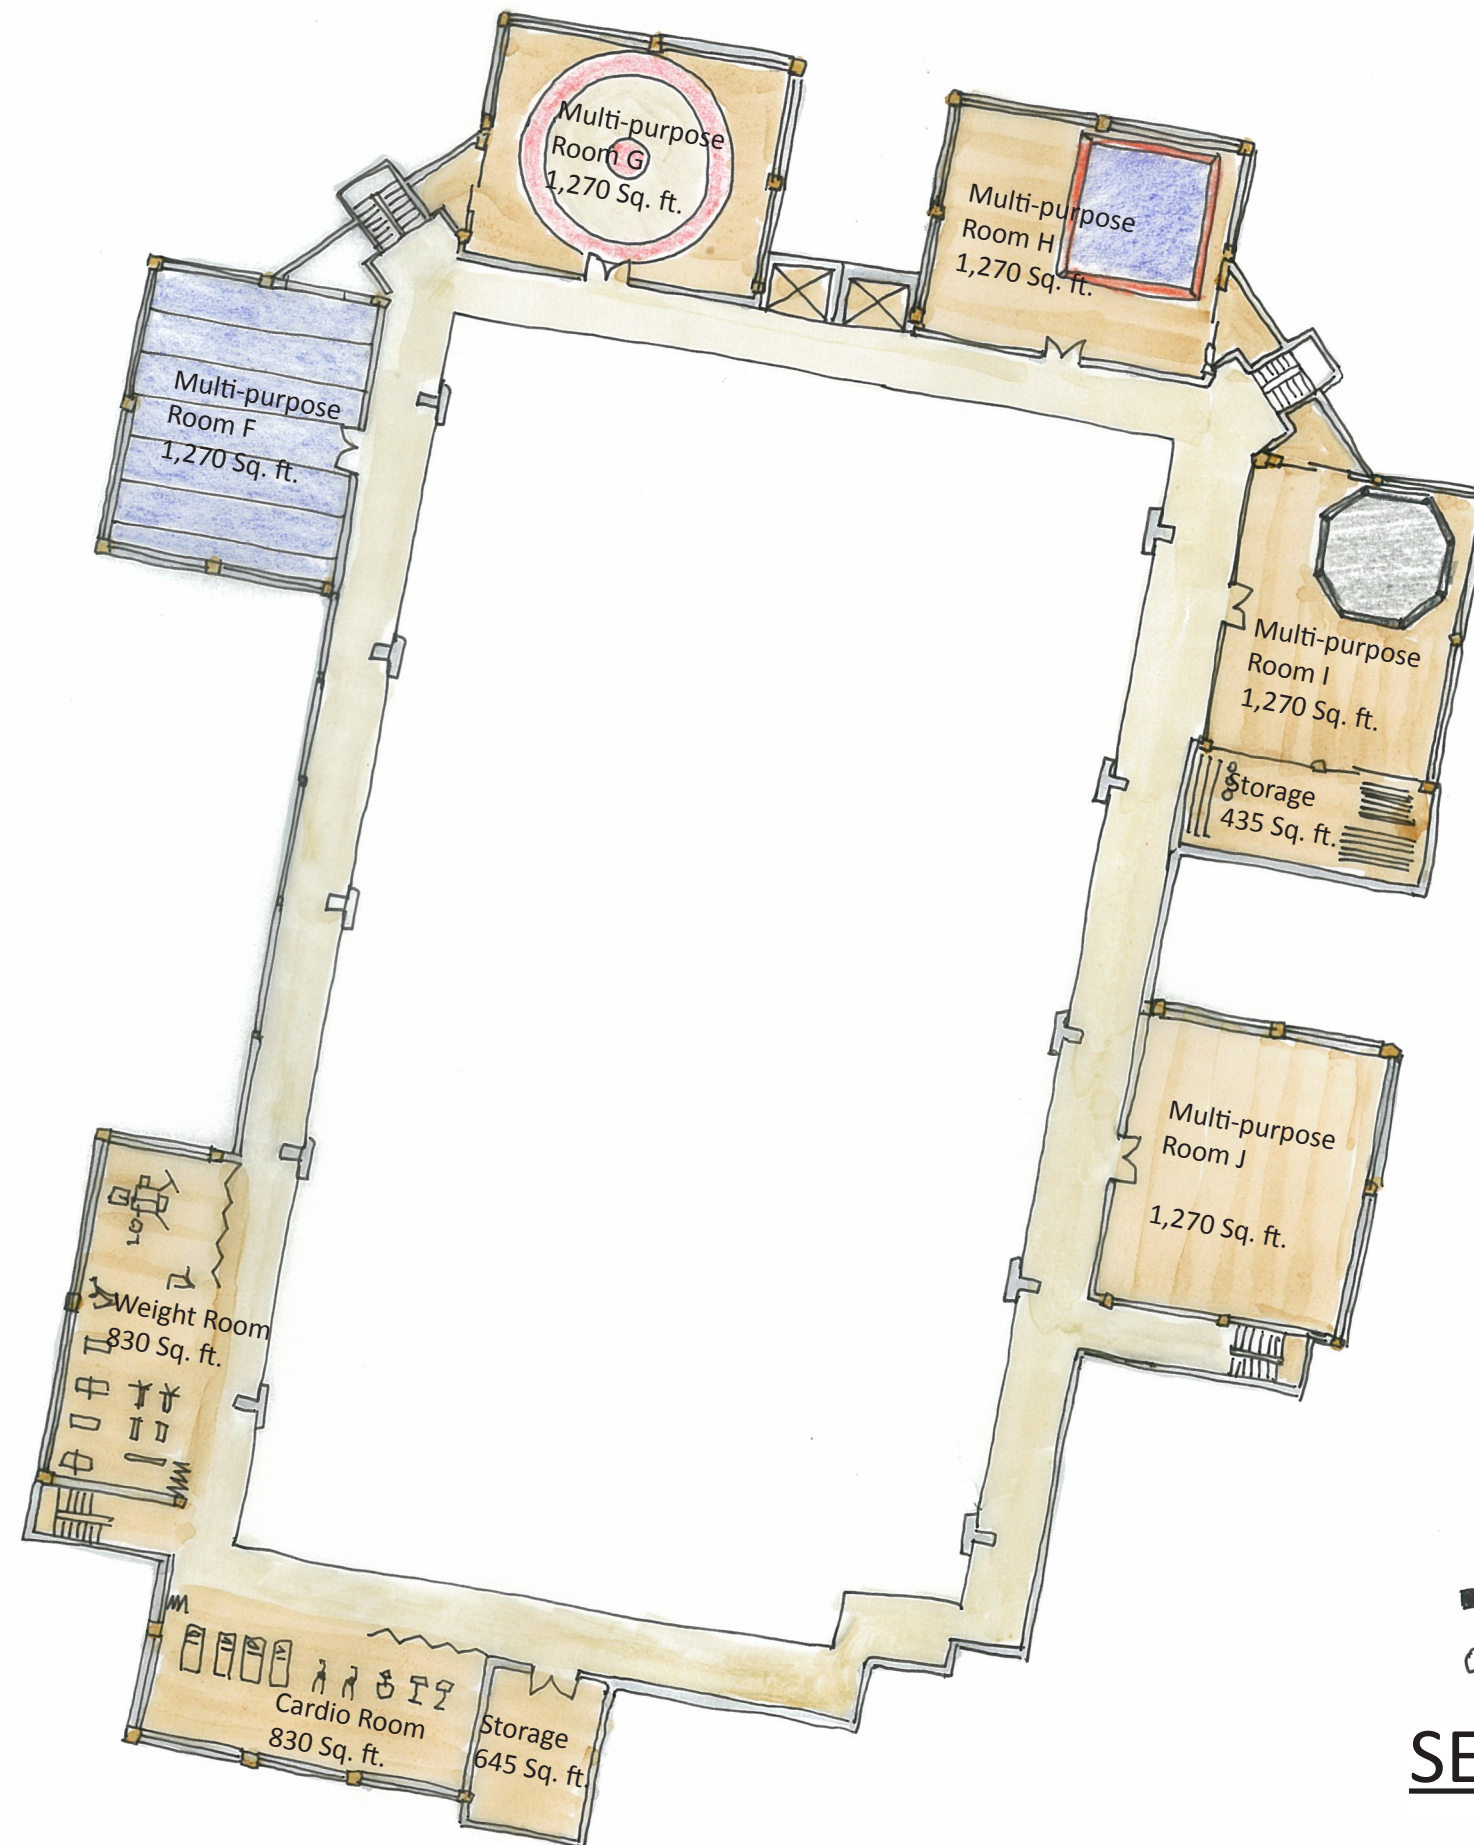 Multi-purpose
Room G
1,270 Sq. ft.
Multi-purpose
Room H
1,270 Sq. ft.
Multi-purpose
Room F
1,270 Sq. ft.
Multi-purpose
Room I
1,270 Sq. ft.
Storage
435 Sq. ft.
Multi-purpose
Room J
1,270 Sq. ft.
Weight Room
830 Sq. ft.
Cardio Room
830 Sq. ft.
Storage
645 Sq. ft.
SE